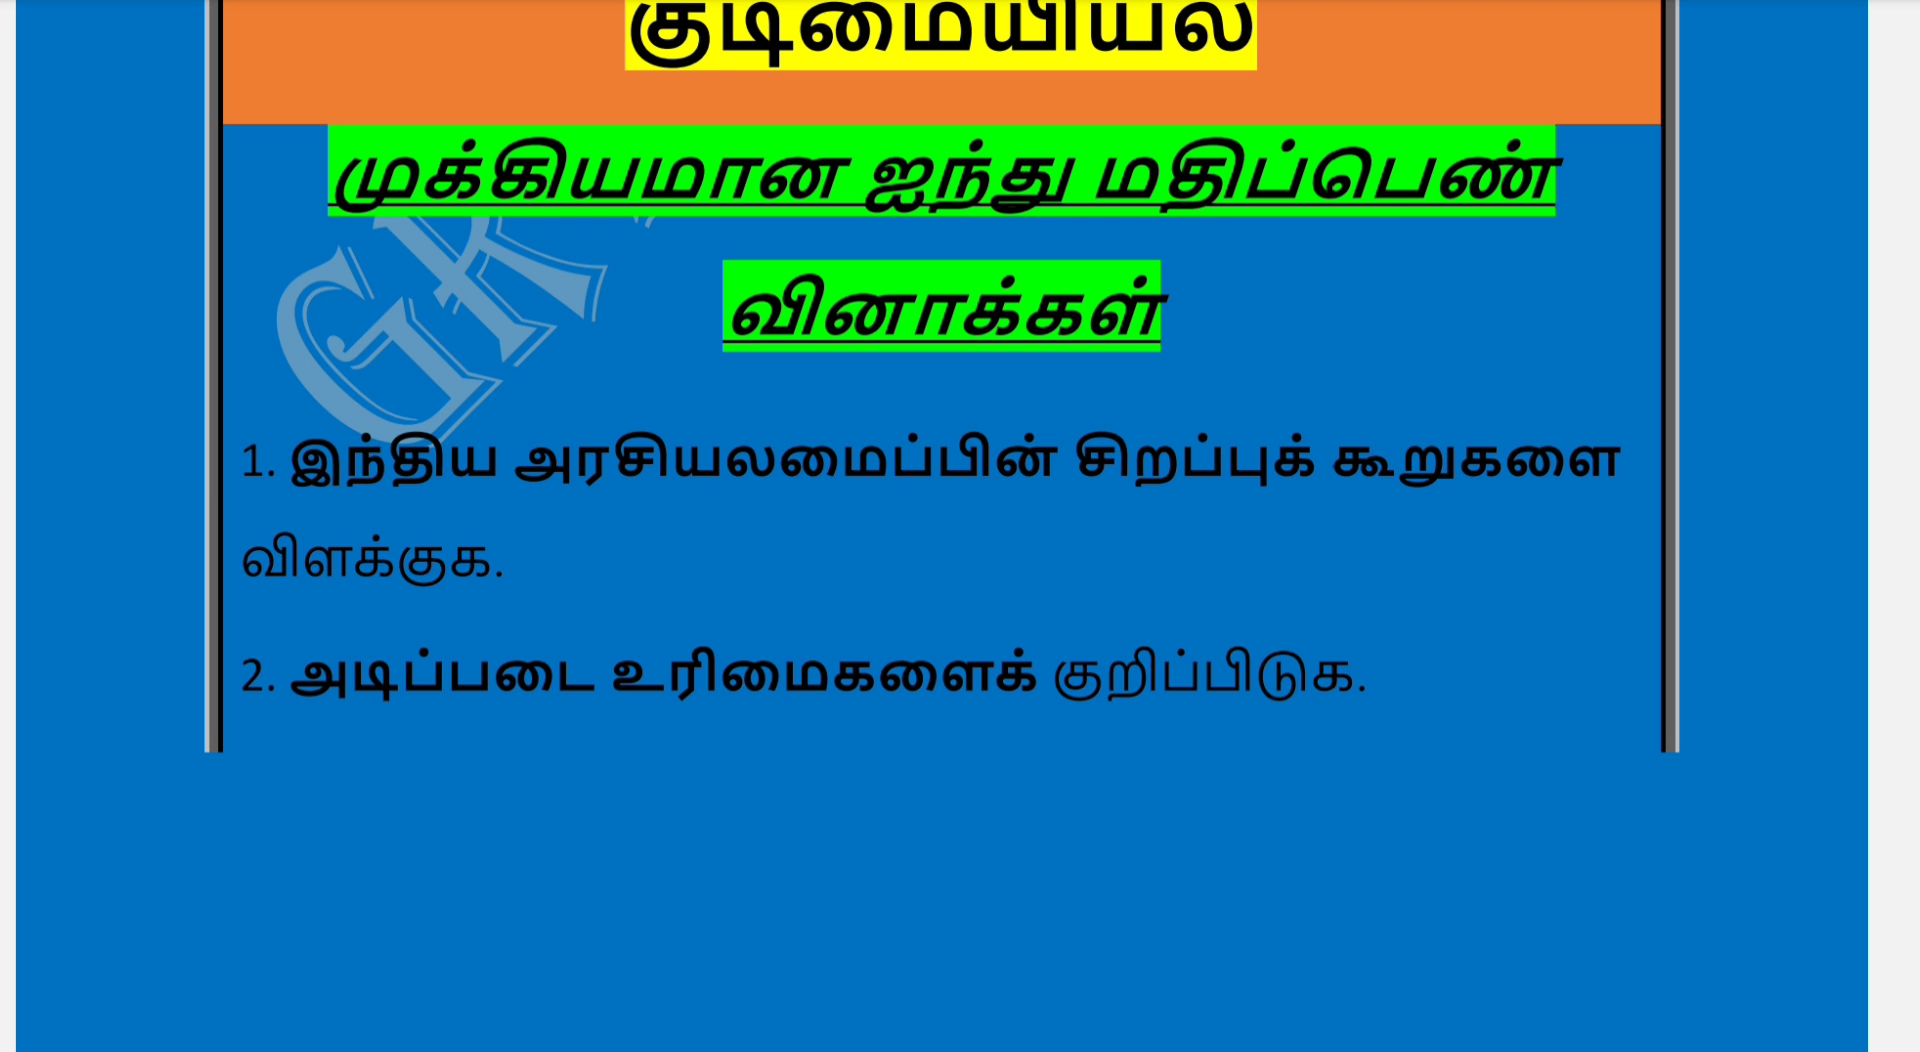 குடிமையியல்
முக்கியமான ஐந்து மதிப்பெண்
வினாக்கள்
1. இந்திய அரசியலமைப்பின் சிறப்புக் கூறுகளை
விளக்குக.
2. அடிப்படை உரிமைகளைக் குறிப்பிடுக.